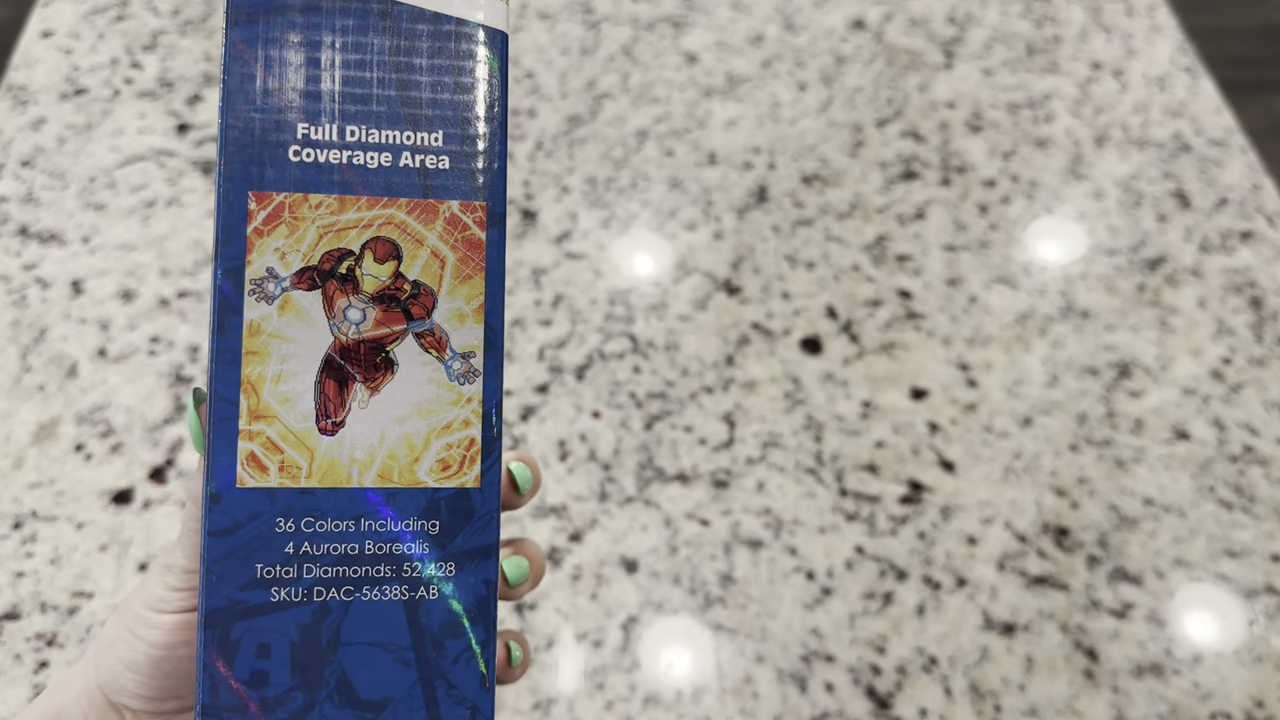 Full Diamond
Coverage Area
36 Colors Including
4 Aurora Borealis
Total Diamonds: 52,428
SKU: DAC-5638S-AB